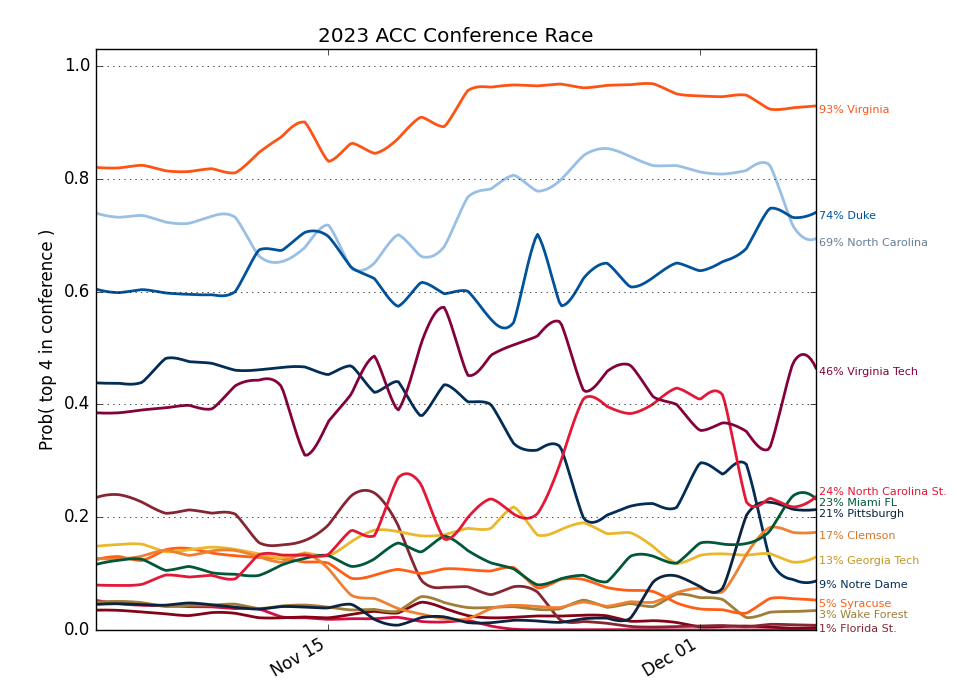 2023 ACC Conference Race
1.0
0.8
0.6
0.4
0.2
0.0
Prob( top 4 in conference )
Nov 15
Dec 01
93% Virginia
74% Duke
69% North Carolina
46% Virginia Tech
24% North Carolina St.
23% Miami FL
21% Pittsburgh
17% Clemson
13% Georgia Tech
9% Notre Dame
5% Syracuse
3% Wake Forest
1% Florida St.